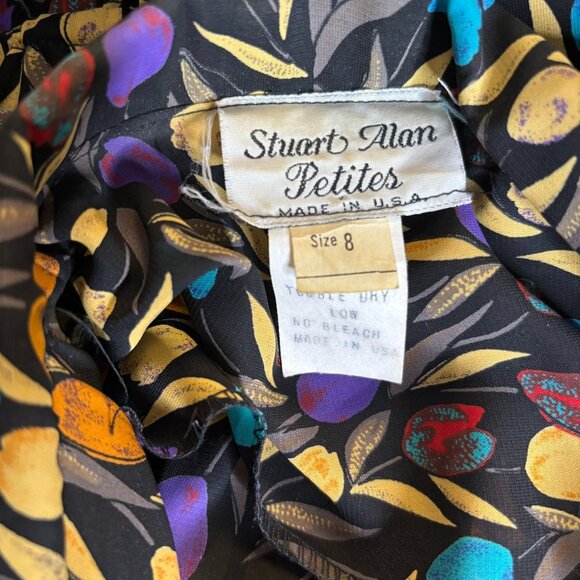 Stuart Alan
Petites
MADE IN U.S.A.
Size 8
TUMBLE DRY
LOW
NO BLEACH
MADE IN USA